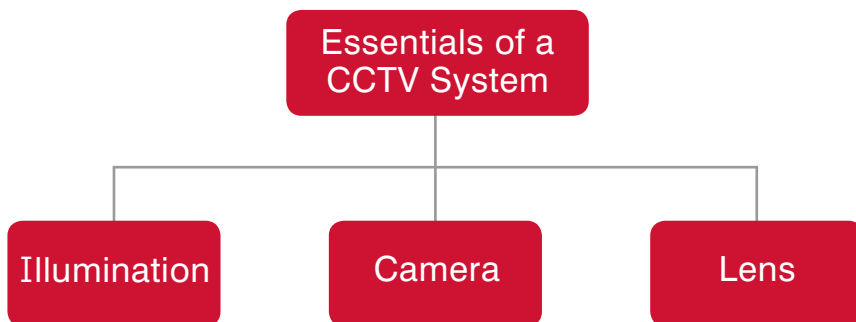 Essentials of a
CCTV System
Illumination
Camera
Lens